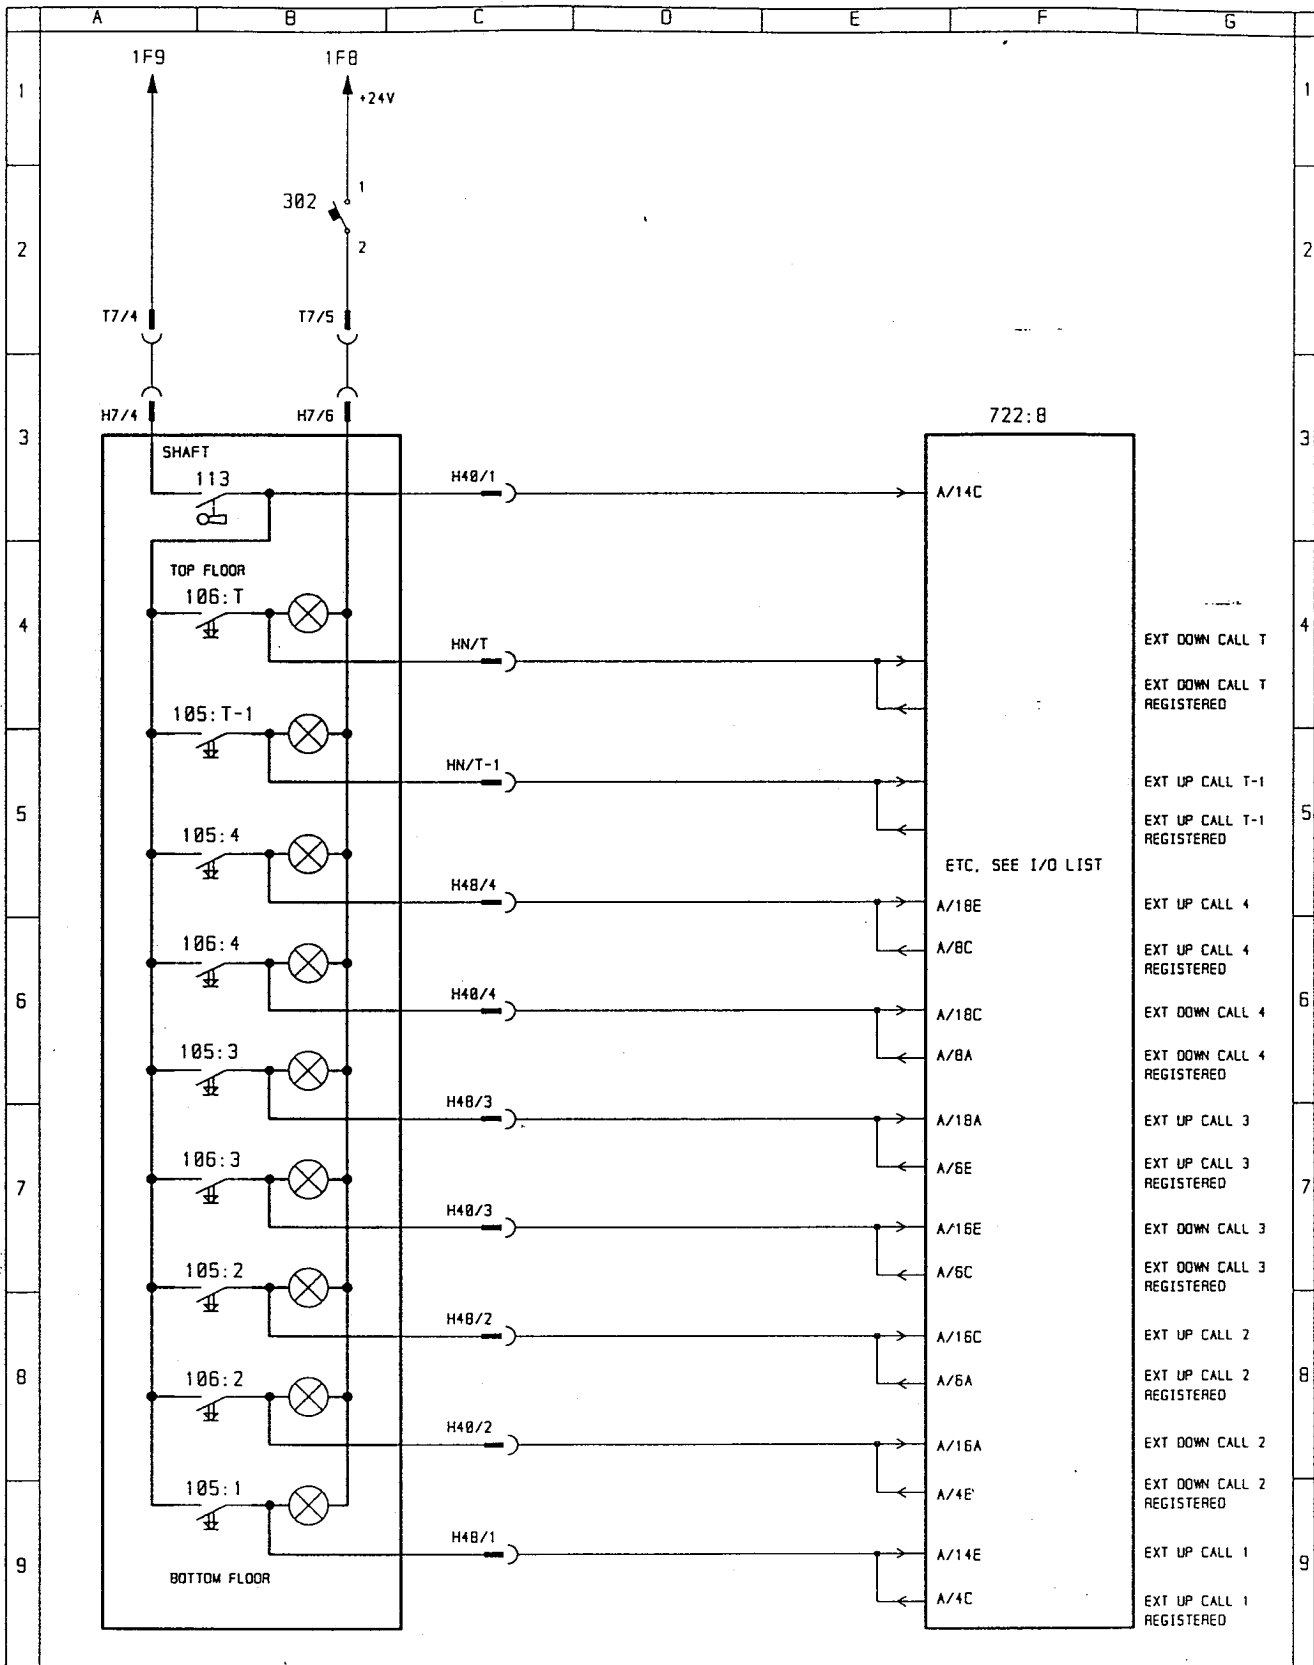 A B C D E F G
1F9 1F8
1 +24V 1
302 1
2 2 2
T7/4 T7/5
H7/4 H7/6 722:8
3 SHAFT 3
113 H40/1 A/14C
TOP FLOOR
106:T
4 HN/T EXT DOWN CALL T 4
EXT DOWN CALL T
REGISTERED
105:T-1
HN/T-1 EXT UP CALL T-1
5 EXT UP CALL T-1 5
REGISTERED
105:4
ETC, SEE I/O LIST
H48/4 A/18E EXT UP CALL 4
106:4 A/8C EXT UP CALL 4
REGISTERED
6 H40/4 A/18C EXT DOWN CALL 4 6
105:3 A/8A EXT DOWN CALL 4
REGISTERED
H48/3 A/18A EXT UP CALL 3
106:3 A/6E EXT UP CALL 3
7 REGISTERED 7
H40/3 A/16E EXT DOWN CALL 3
105:2 A/6C EXT DOWN CALL 3
REGISTERED
H48/2 A/16C EXT UP CALL 2
8 106:2 A/6A EXT UP CALL 2 8
REGISTERED
H40/2 A/16A EXT DOWN CALL 2
105:1 A/4E EXT DOWN CALL 2
REGISTERED
H48/1 A/14E EXT UP CALL 1
9 BOTTOM FLOOR 9
A/4C EXT UP CALL 1
REGISTERED